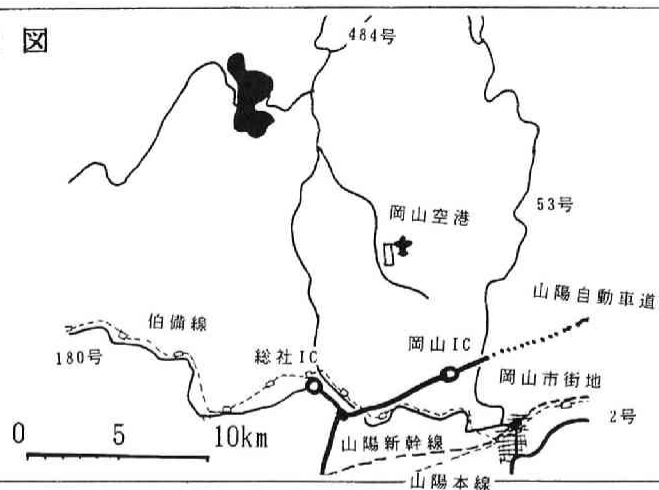 図
484号
岡山空港
53号
山陽自動車道
伯備線
総社IC
岡山IC
180号
岡山市街地
0 5 10km
2号
山陽新幹線
山陽本線